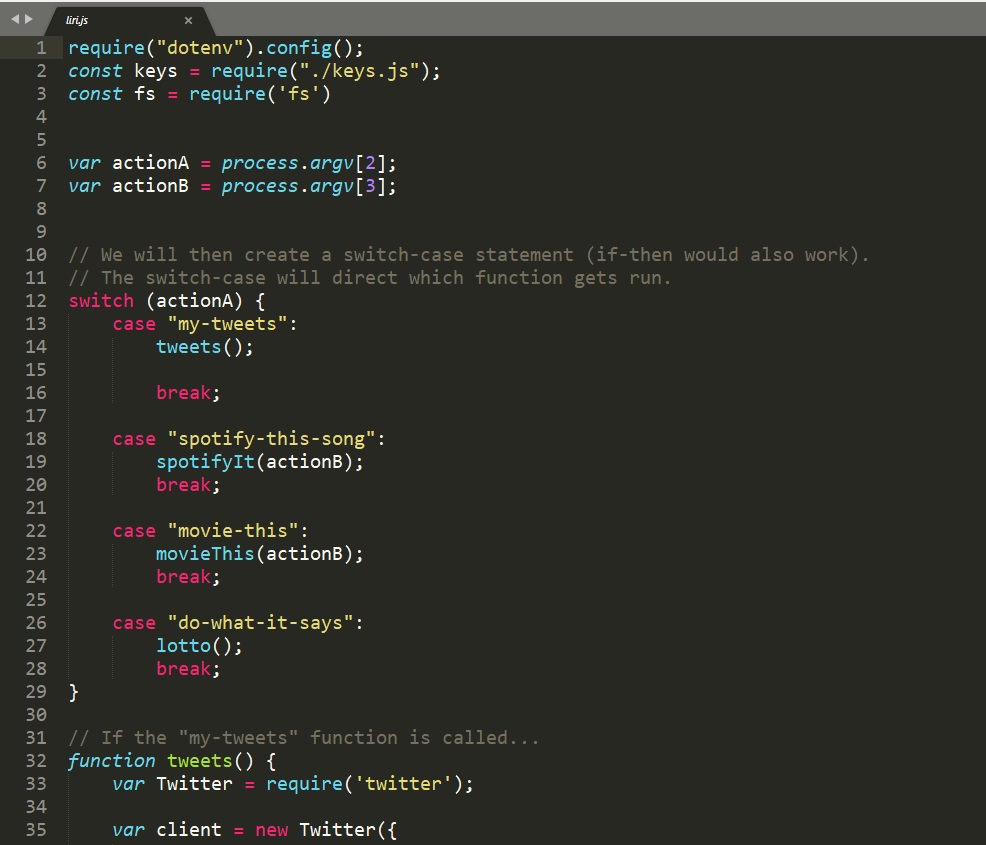 liri.js
1 require("dotenv").config();
2 const keys = require("./keys.js");
3 const fs = require('fs')
4
5
6 var actionA = process.argv[2];
7 var actionB = process.argv[3];
8
9
10 // We will then create a switch-case statement (if-then would also work).
11 // The switch-case will direct which function gets run.
12 switch (actionA) {
13     case "my-tweets":
14         tweets();
15
16         break;
17
18     case "spotify-this-song":
19         spotifyIt(actionB);
20         break;
21
22     case "movie-this":
23         movieThis(actionB);
24         break;
25
26     case "do-what-it-says":
27         lotto();
28         break;
29 }
30
31 // If the "my-tweets" function is called...
32 function tweets() {
33     var Twitter = require('twitter');
34
35     var client = new Twitter({